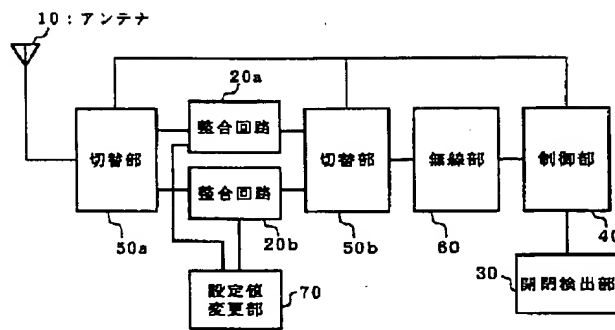 10：アンテナ
20a
整合回路
切替部
整合回路
切替部
無線部
制御部
50a
20b
50b
60
40
設定値
変更部
70
30
開閉検出部